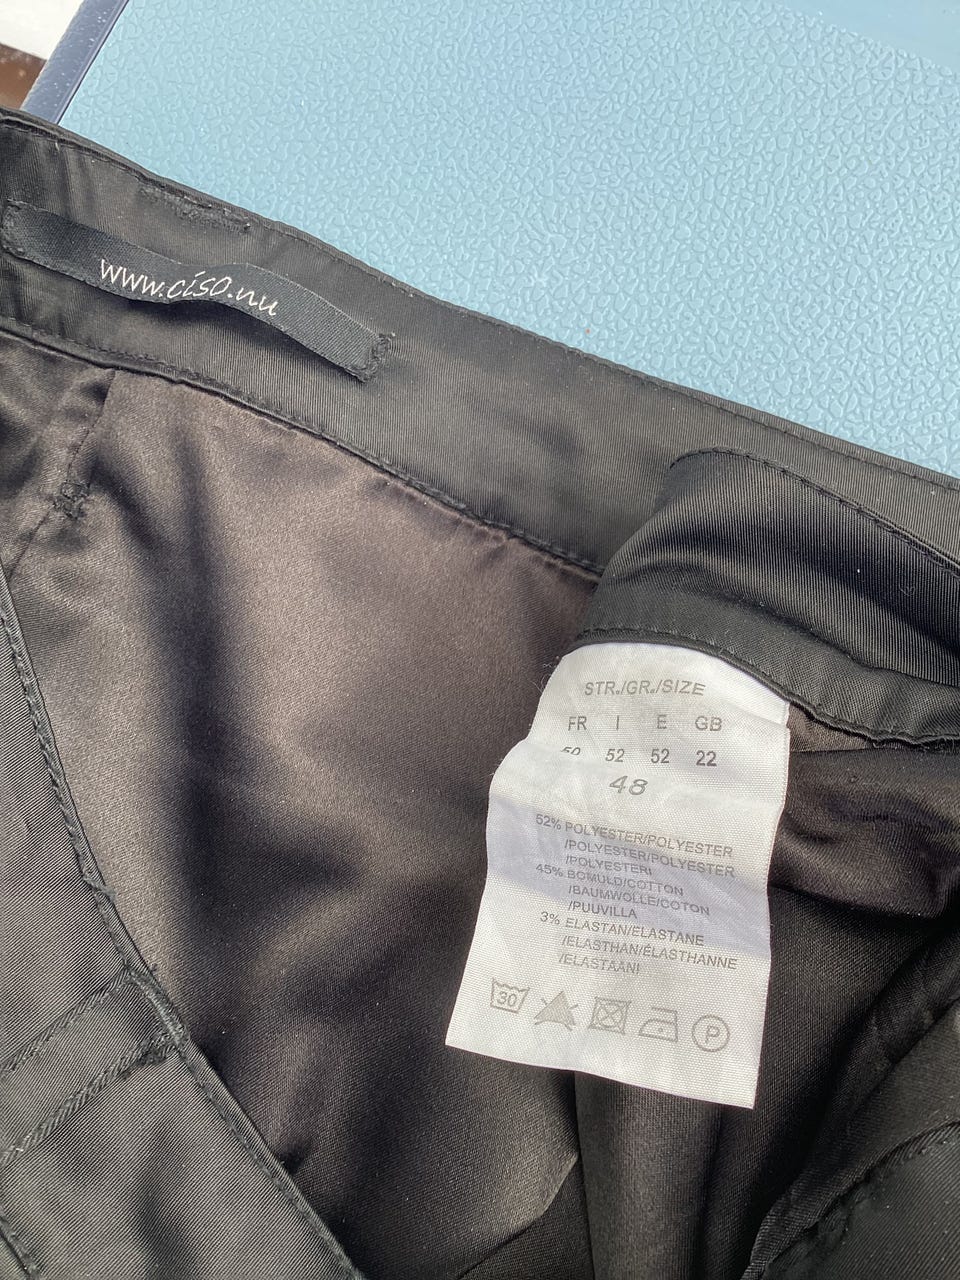 www.ciso.nu
STR./GR./SIZE
FR I E GB
50 52 52 22
48
52% POLYESTER/POLYESTER
/POLYESTER/POLYESTER
/POLYESTERI
45% BOMULD/COTTON
/BAUMWOLLE/COTON
/PUUVILLA
3% ELASTAN/ELASTANE
/ELASTHAN/ÉLASTHANNE
/ELASTAANI
30 P